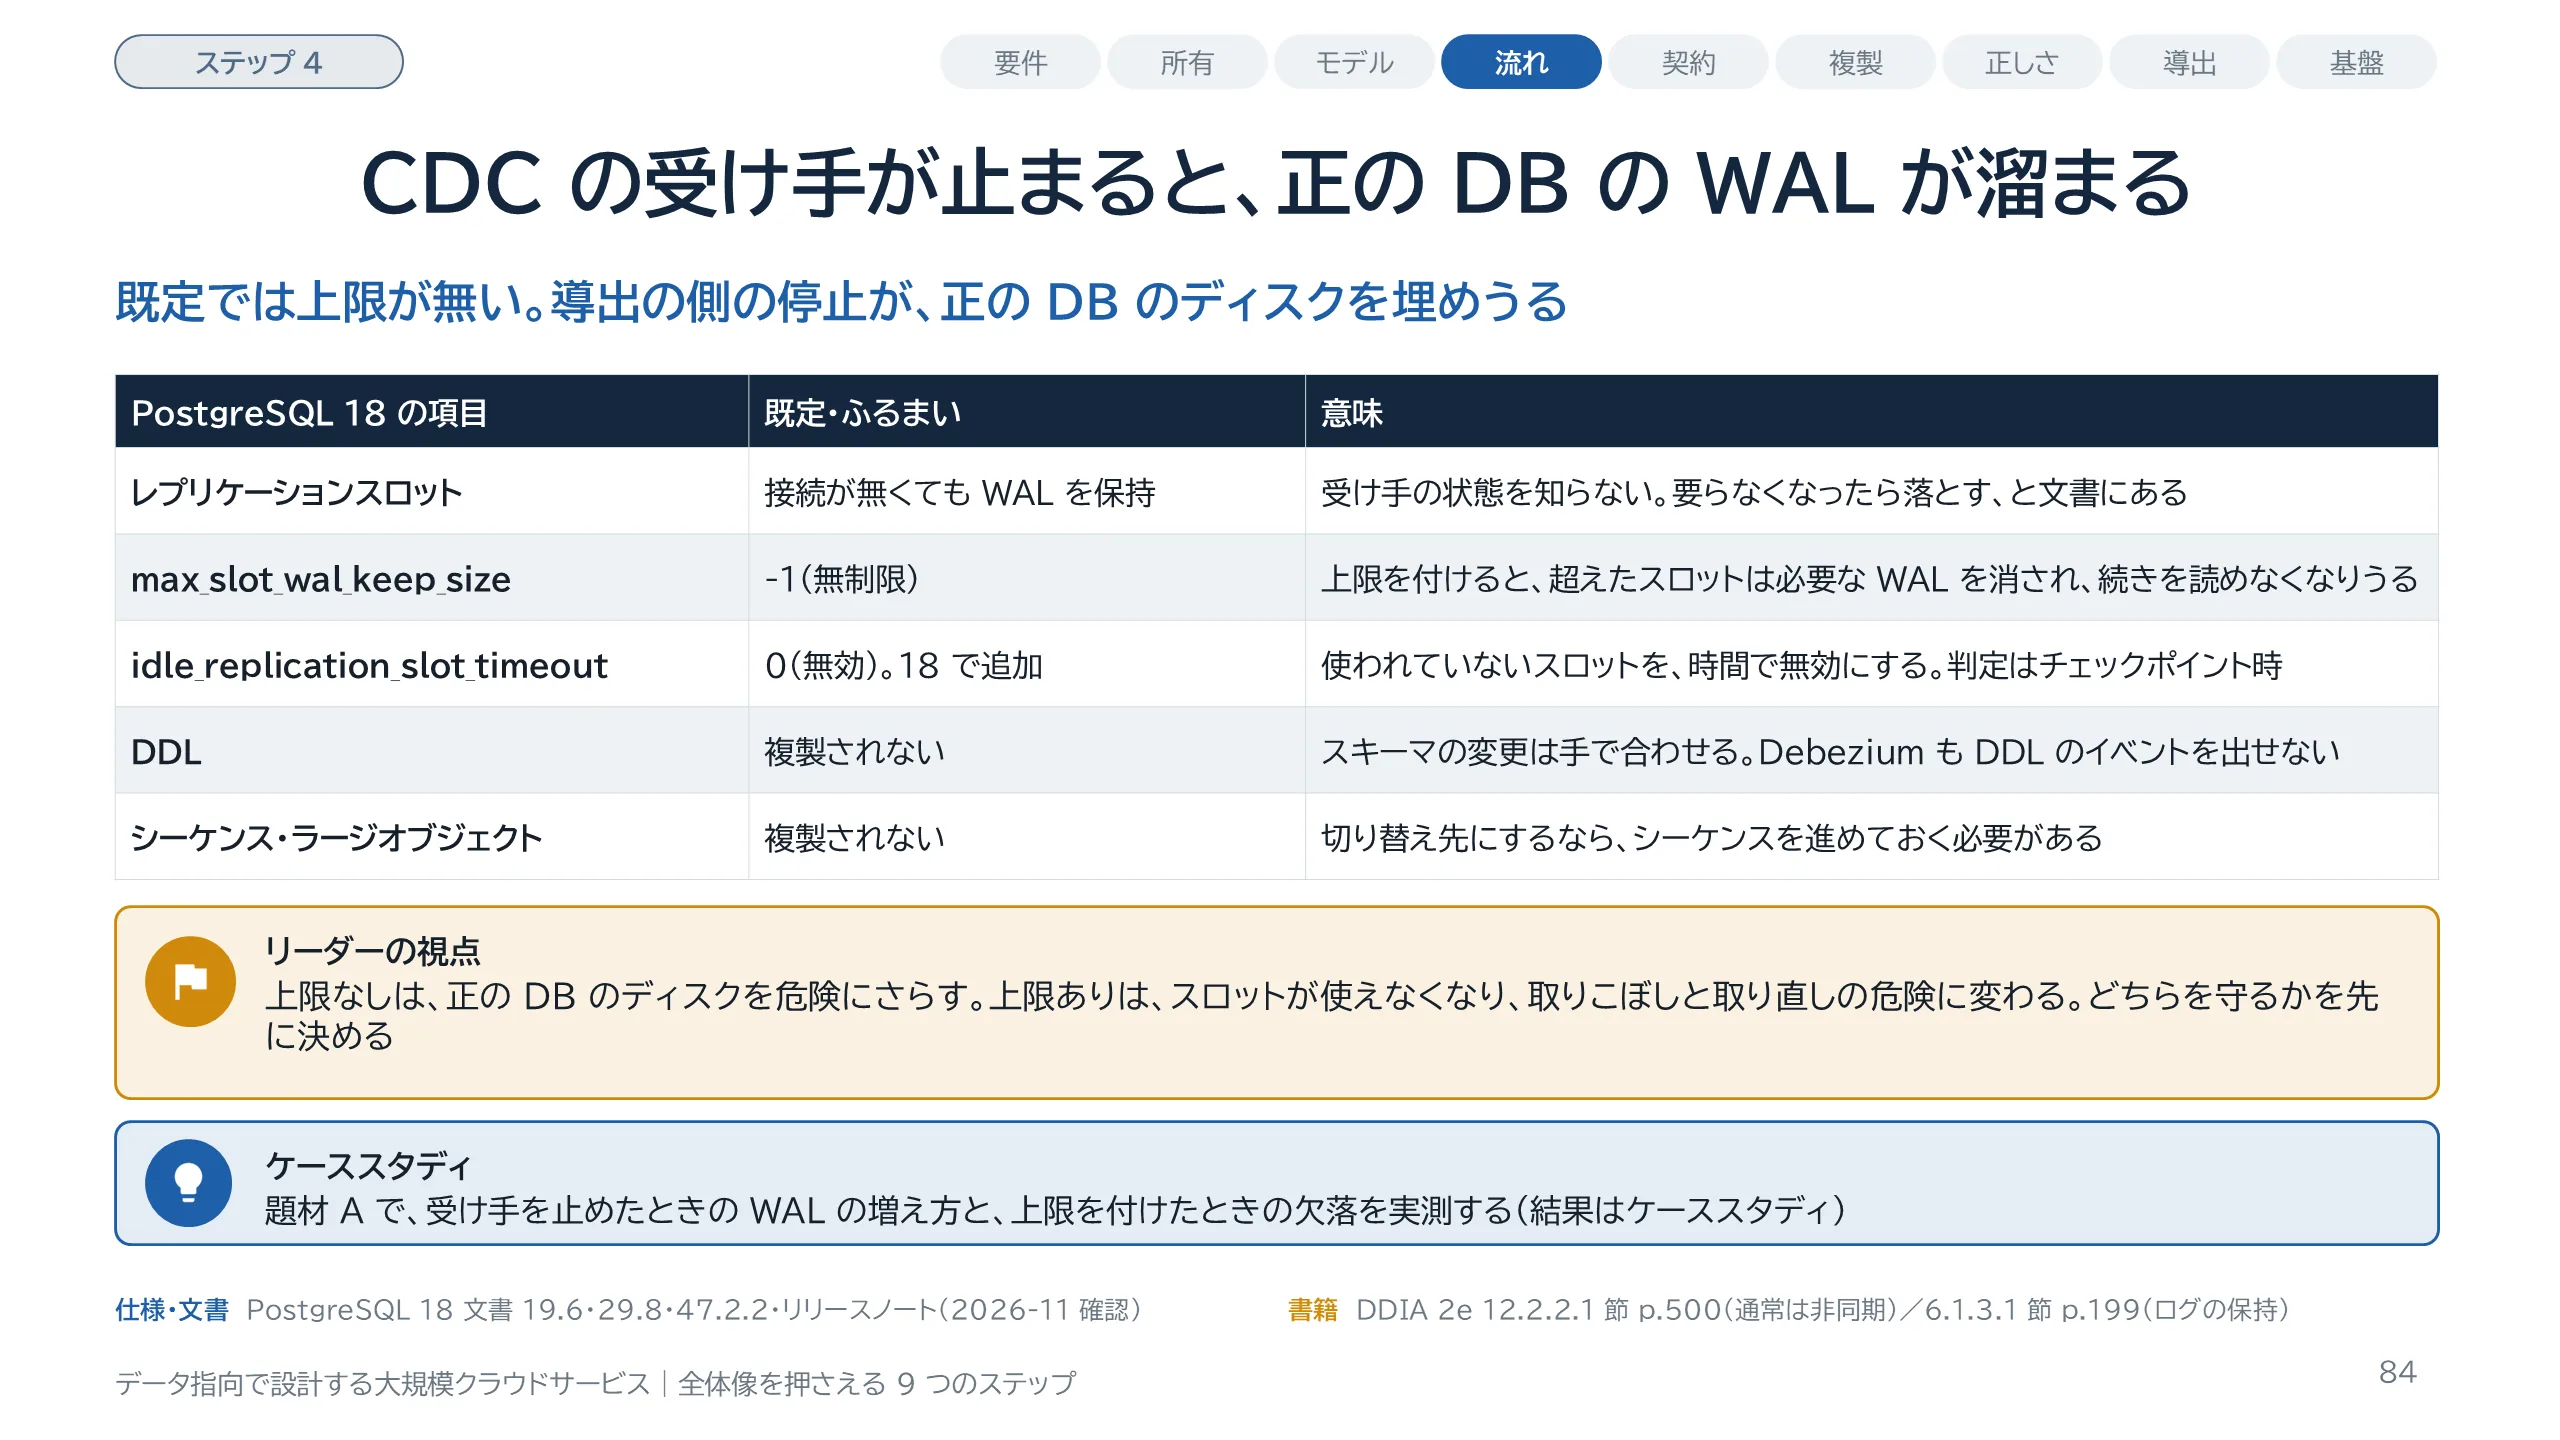 ステップ 4
要件
所有
モデル
流れ
契約
複製
正しさ
導出
基盤
CDC の受け手が止まると、正の DB の WAL が溜まる
既定では上限が無い。導出の側の停止が、正の DB のディスクを埋めうる
PostgreSQL 18 の項目
既定・ふるまい
意味
レプリケーションスロット
接続が無くても WAL を保持
受け手の状態を知らない。要らなくなったら落とす、と文書にある
max_slot_wal_keep_size
-1（無制限）
上限を付けると、超えたスロットは必要な WAL を消され、続きを読めなくなりうる
idle_replication_slot_timeout
0（無効）。18 で追加
使われていないスロットを、時間で無効にする。判定はチェックポイント時
DDL
複製されない
スキーマの変更は手で合わせる。Debezium も DDL のイベントを出せない
シーケンス・ラージオブジェクト
複製されない
切り替え先にするなら、シーケンスを進めておく必要がある
リーダーの視点
上限なしは、正の DB のディスクを危険にさらす。上限ありは、スロットが使えなくなり、取りこぼしと取り直しの危険に変わる。どちらを守るかを先
に決める
ケーススタディ
題材 A で、受け手を止めたときの WAL の増え方と、上限を付けたときの欠落を実測する（結果はケーススタディ）
仕様・文書 PostgreSQL 18 文書 19.6・29.8・47.2.2・リリースノート（2026-11 確認）
書籍 DDIA 2e 12.2.2.1 節 p.500（通常は非同期）／6.1.3.1 節 p.199（ログの保持）
データ指向で設計する大規模クラウドサービス｜全体像を押さえる 9 つのステップ
84